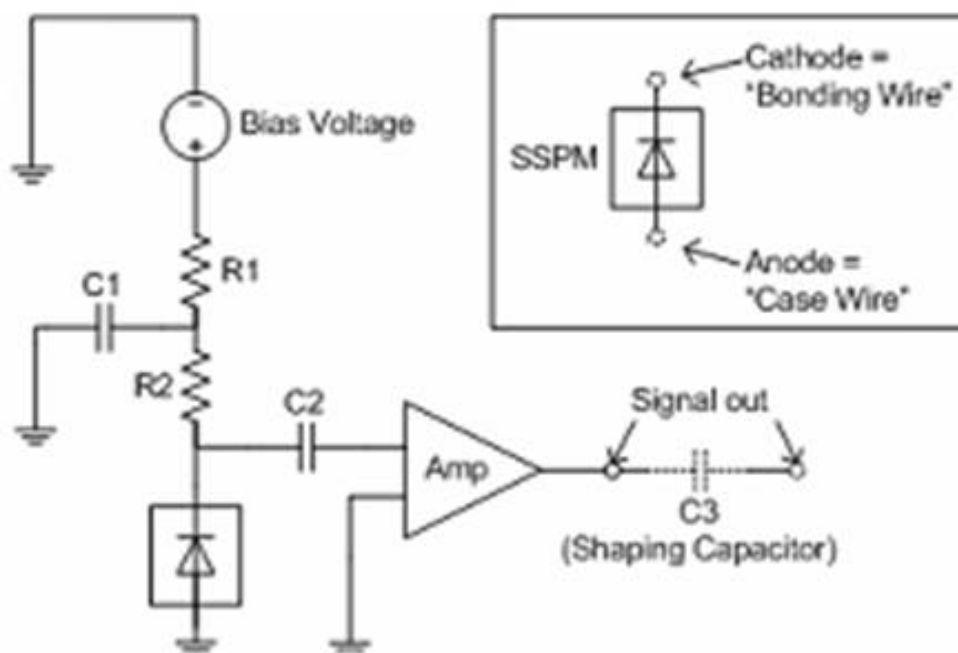 -
Bias Voltage
+
R1
C1
R2
C2
Amp
Signal out
C3
(Shaping Capacitor)
SSPM
Cathode =
"Bonding Wire"
Anode =
"Case Wire"